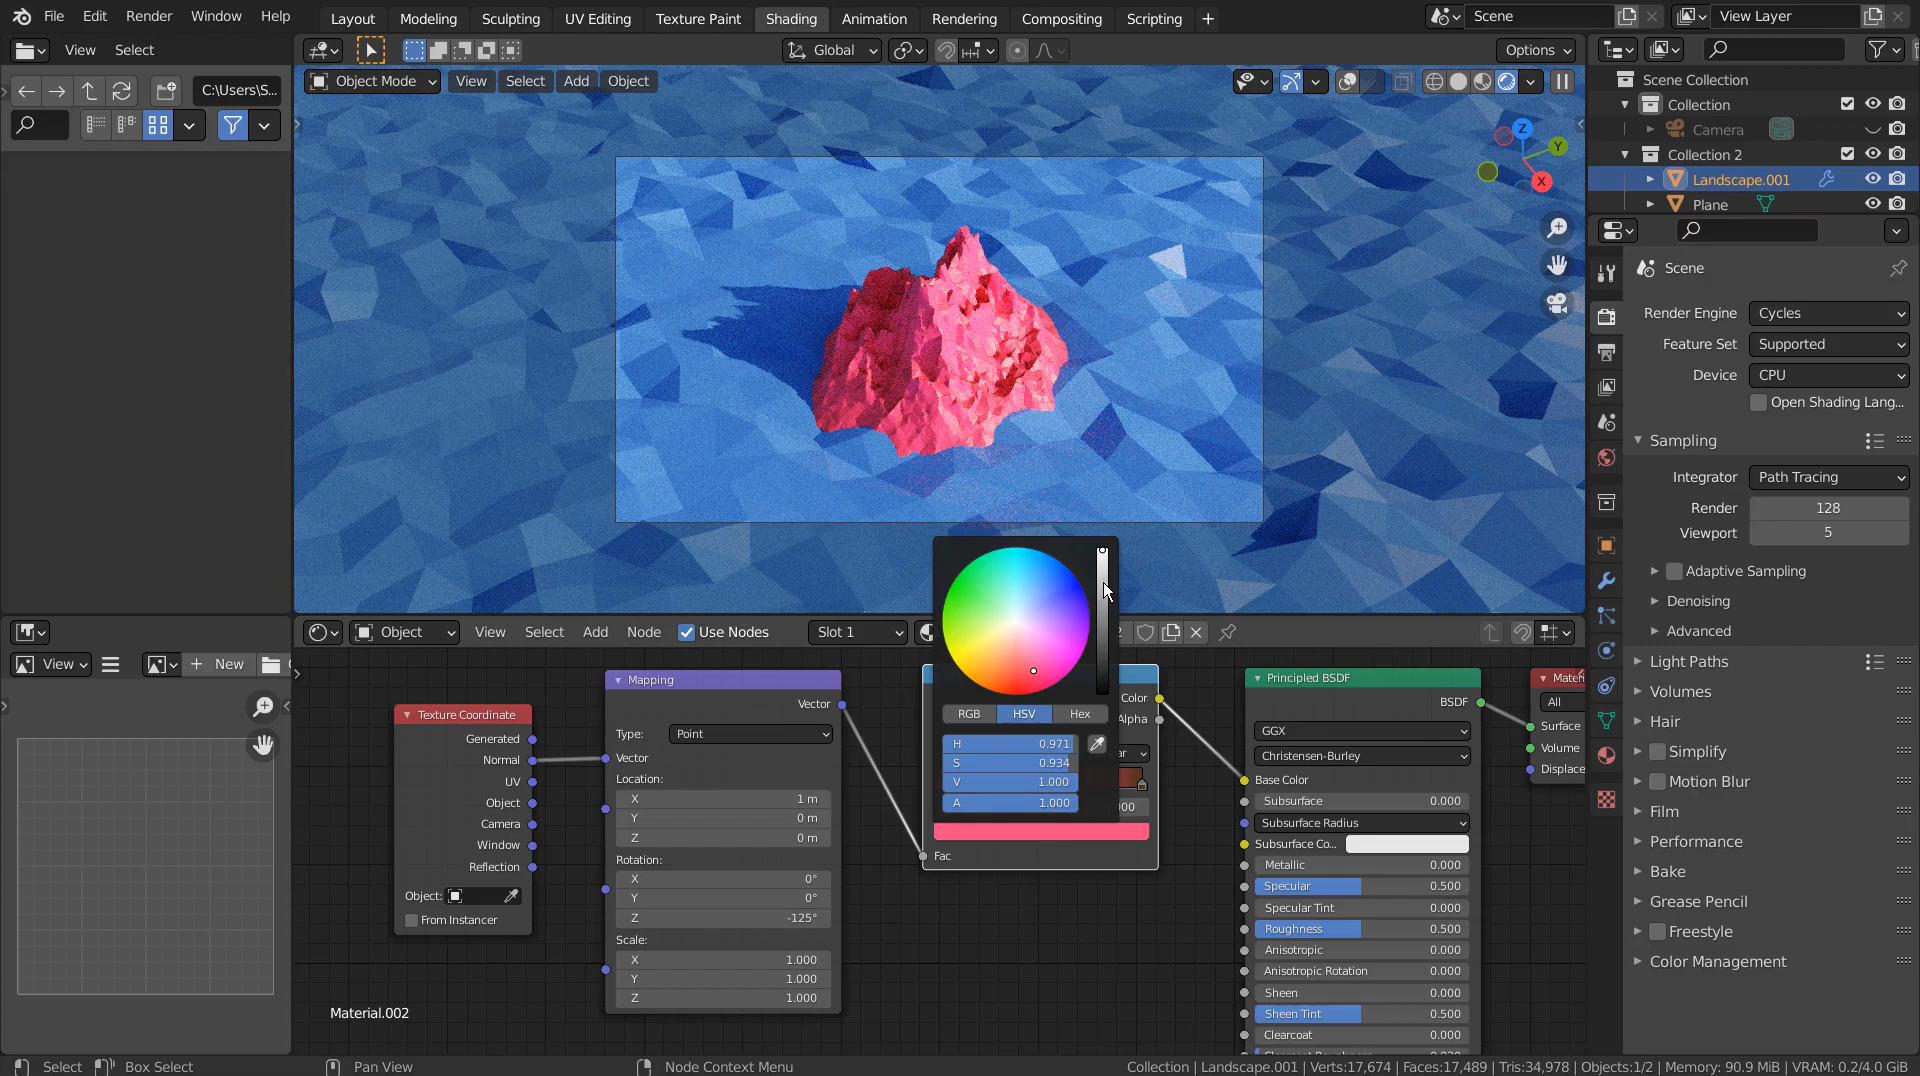 File Edit Render Window Help Layout Modeling Sculpting UV Editing Texture Paint Shading Animation Rendering Compositing Scripting + Scene View Layer
View Select Global Options
Object Mode View Select Add Object
C:\Users\S...
Z
Y
X
Scene Collection
Collection
Camera
Collection 2
Landscape.001
Plane
Scene
Render Engine Cycles
Feature Set Supported
Device CPU
Open Shading Lang...
Sampling
Integrator Path Tracing
Render 128
Viewport 5
Adaptive Sampling
Denoising
Advanced
Light Paths
Volumes
Hair
Simplify
Motion Blur
Film
Performance
Bake
Grease Pencil
Freestyle
Color Management
View + New
Object View Select Add Node Use Nodes Slot 1
Texture Coordinate
Generated
Normal
UV
Object
Camera
Window
Reflection
Object:
From Instancer
Mapping
Vector
Type: Point
Vector
Location:
X 1 m
Y 0 m
Z 0 m
Rotation:
X 0°
Y 0°
Z -125°
Scale:
X 1.000
Y 1.000
Z 1.000
RGB HSV Hex
H 0.971
S 0.934
V 1.000
A 1.000
Color
Alpha
Fac
Principled BSDF
BSDF
GGX
Christensen-Burley
Base Color
Subsurface 0.000
Subsurface Radius
Subsurface Co...
Metallic 0.000
Specular 0.500
Specular Tint 0.000
Roughness 0.500
Anisotropic 0.000
Anisotropic Rotation 0.000
Sheen 0.000
Sheen Tint 0.500
Clearcoat 0.000
All
Surface
Volume
Displace
Material.002
Select Box Select Pan View Node Context Menu Collection | Landscape.001 | Verts:17,674 | Faces:17,489 | Tris:34,978 | Objects:1/2 | Memory: 90.9 MiB | VRAM: 0.2/4.0 GiB